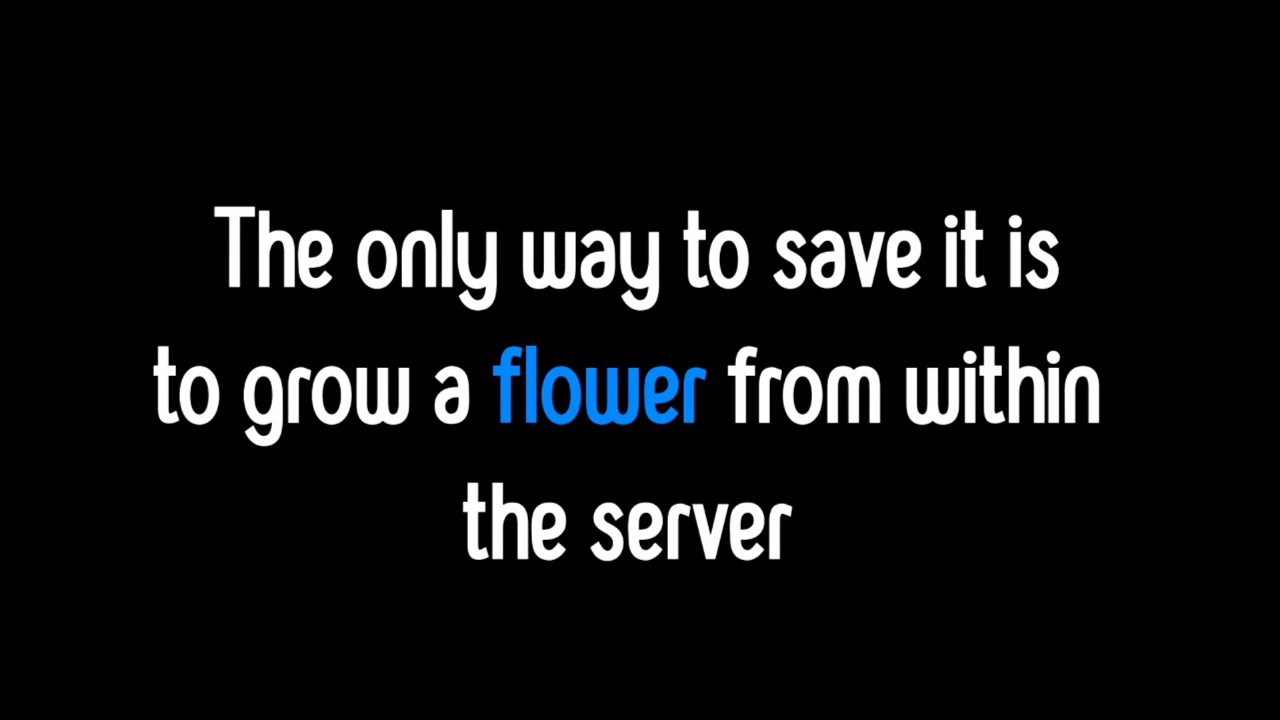 The only way to save it is
to grow a flower from within
the server